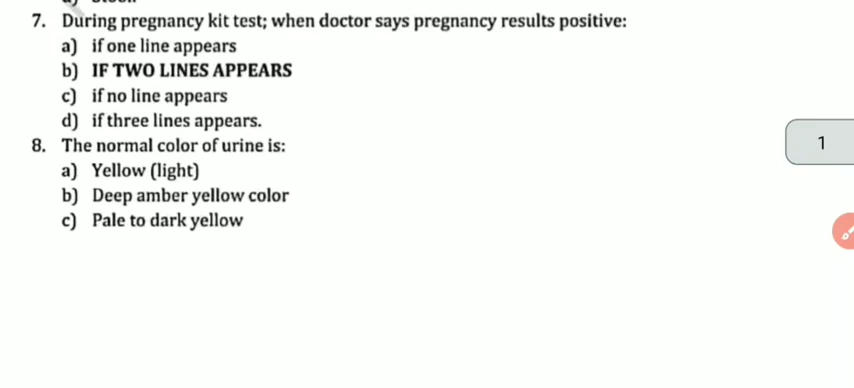 7. During pregnancy kit test; when doctor says pregnancy results positive:
a) if one line appears
b) IF TWO LINES APPEARS
c) if no line appears
d) if three lines appears.
8. The normal color of urine is:
a) Yellow (light)
b) Deep amber yellow color
c) Pale to dark yellow
1